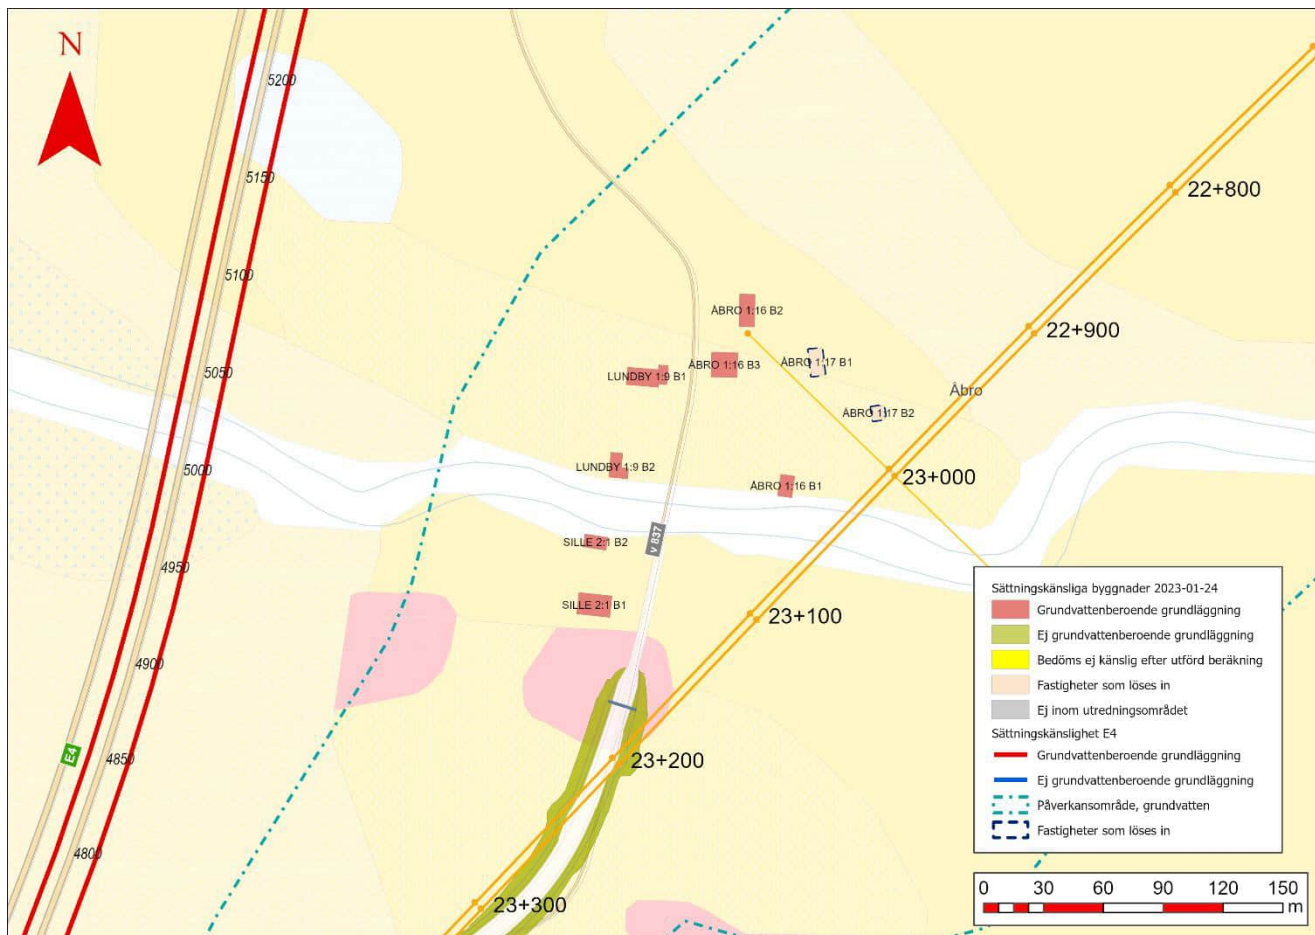 N
5200
5150
5100
5050
5000
4950
4900
4850
4800
E4
22+800
22+900
Åbro
23+000
23+100
23+200
23+300
ÅBRO 1:16 B2
ÅBRO 1:16 B3
ÅBRO 1:17 B1
LUNDBY 1:9 B1
ÅBRO 1:17 B2
LUNDBY 1:9 B2
ÅBRO 1:16 B1
v 837
SILLE 2:1 B2
SILLE 2:1 B1
Sättningskänsliga byggnader 2023-01-24
Grundvattenberoende grundläggning
Ej grundvattenberoende grundläggning
Bedöms ej känslig efter utförd beräkning
Fastigheter som löses in
Ej inom utredningsområdet
Sättningskänslighet E4
Grundvattenberoende grundläggning
Ej grundvattenberoende grundläggning
Påverkansområde, grundvatten
Fastigheter som löses in
0 30 60 90 120 150
m